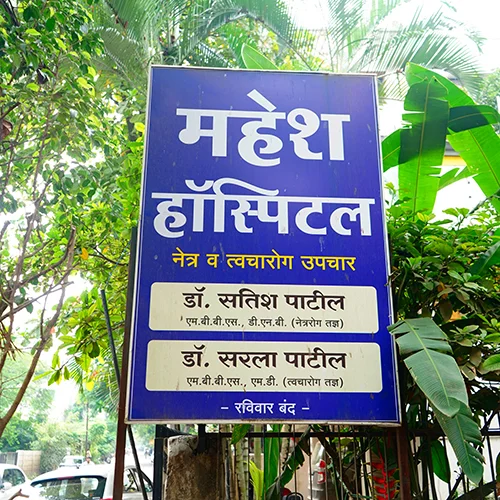 महेश
हॉस्पिटल
नेत्र व त्वचारोग उपचार
डॉ. सतिश पाटील
एम.बी.बी.एस., डी.एन.बी. (नेत्ररोग तज्ञ)
डॉ. सरला पाटील
एम.बी.बी.एस., एम.डी. (त्वचारोग तज्ञ)
– रविवार बंद –